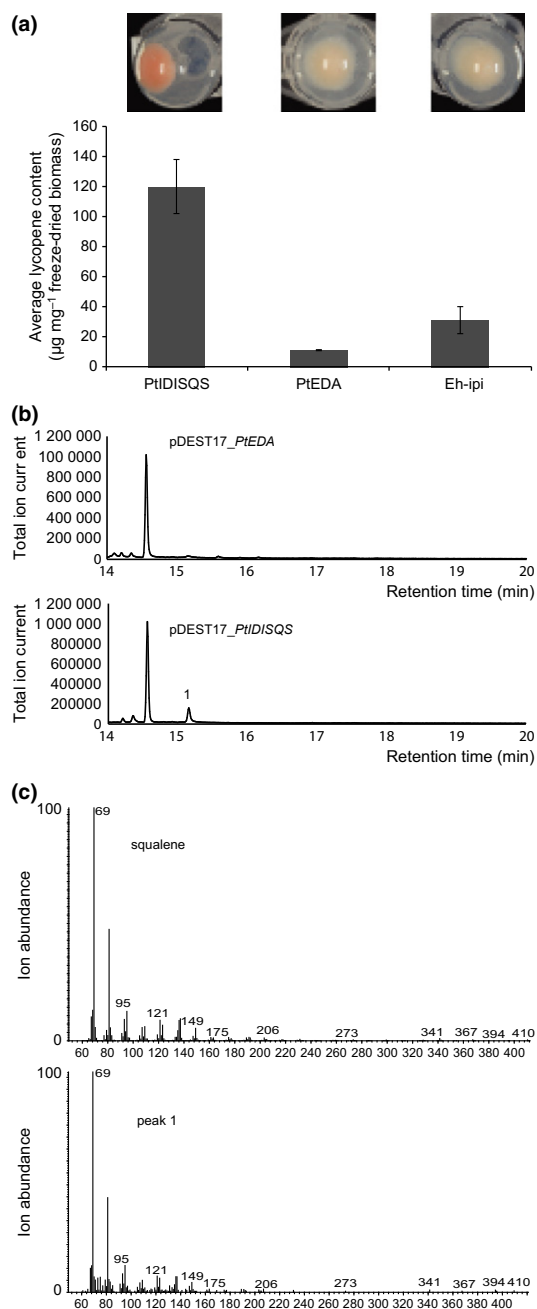 (a)
160
140
120
100
80
60
40
20
0
Average lycopene content
(µg mg⁻¹ freeze-dried biomass)
PtIDISQS PtEDA Eh-ipi
(b)
1 200 000
100 0000
800 000
600 000
400 000
200000
0
Total ion curr ent
pDEST17_PtEDA
14 15 16 17 18 19 20
Retention time (min)
1 200 000
100 0000
800000
600000
400000
200000
0
Total ion current
pDEST17_PtIDISQS
1
14 15 16 17 18 19 20
Retention time (min)
(c)
100
0
Ion abundance
squalene
69
95 121 149 175 206 273 341 367 394 410
60 80 100 120 140 160 180 200 220 240 260 280 300 320 340 360 380 400
100
0
Ion abundance
peak 1
69
95 121 149 175 206 273 341 367 394 410
60 80 100 120 140 160 180 200 220 240 260 280 300 320 340 360 380 400